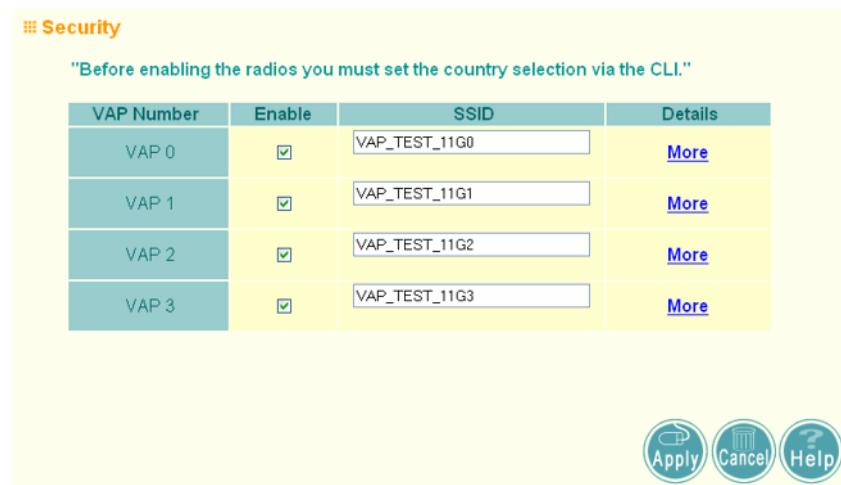 Security
"Before enabling the radios you must set the country selection via the CLI."
VAP Number Enable SSID Details
VAP 0 VAP_TEST_11G0 More
VAP 1 VAP_TEST_11G1 More
VAP 2 VAP_TEST_11G2 More
VAP 3 VAP_TEST_11G3 More
Apply Cancel Help